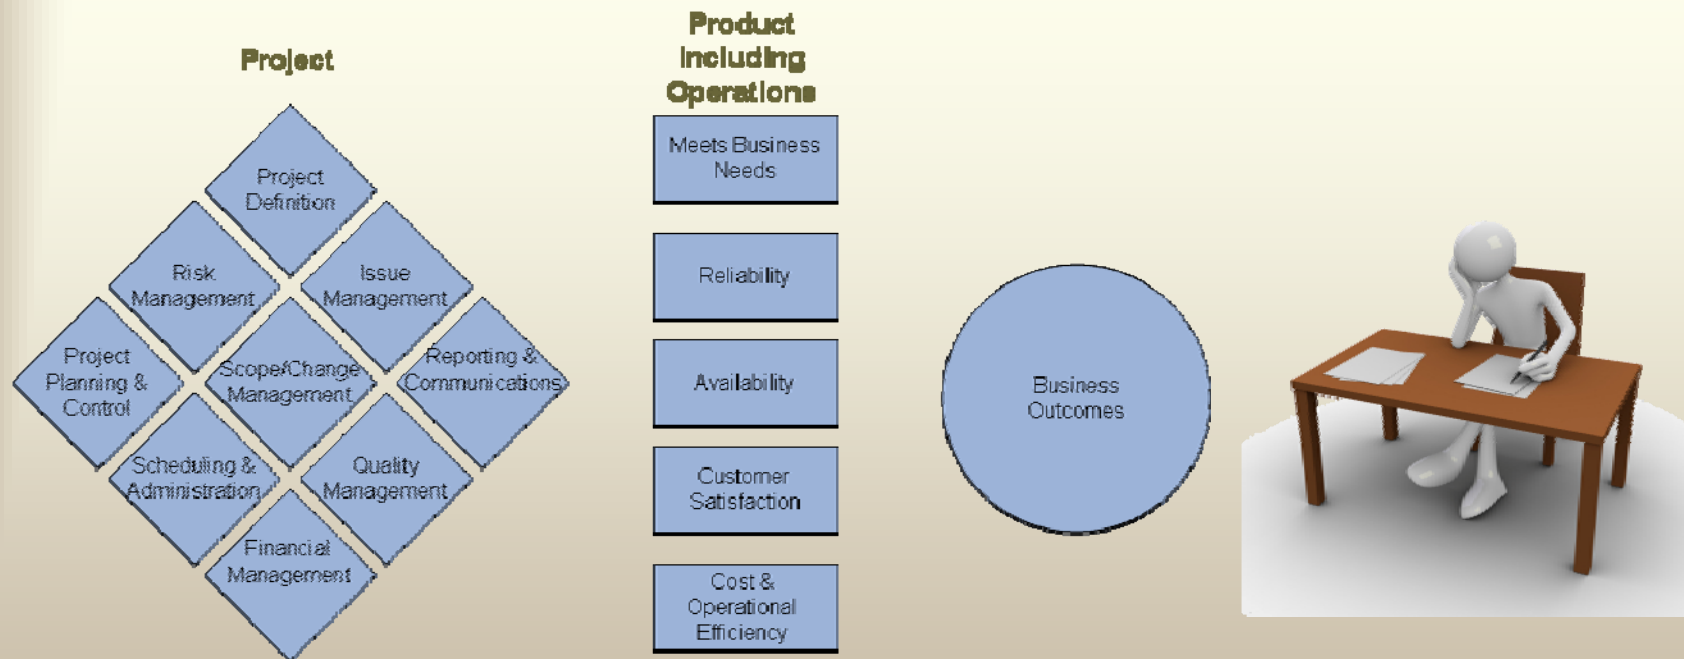 Project
Project
Definition
Risk
Management
Issue
Management
Project
Planning &
Control
Scope/Change
Management
Reporting &
Communications
Scheduling &
Administration
Quality
Management
Financial
Management
Product
Including
Operations
Meets Business
Needs
Reliability
Availability
Customer
Satisfaction
Cost &
Operational
Efficiency
Business
Outcomes